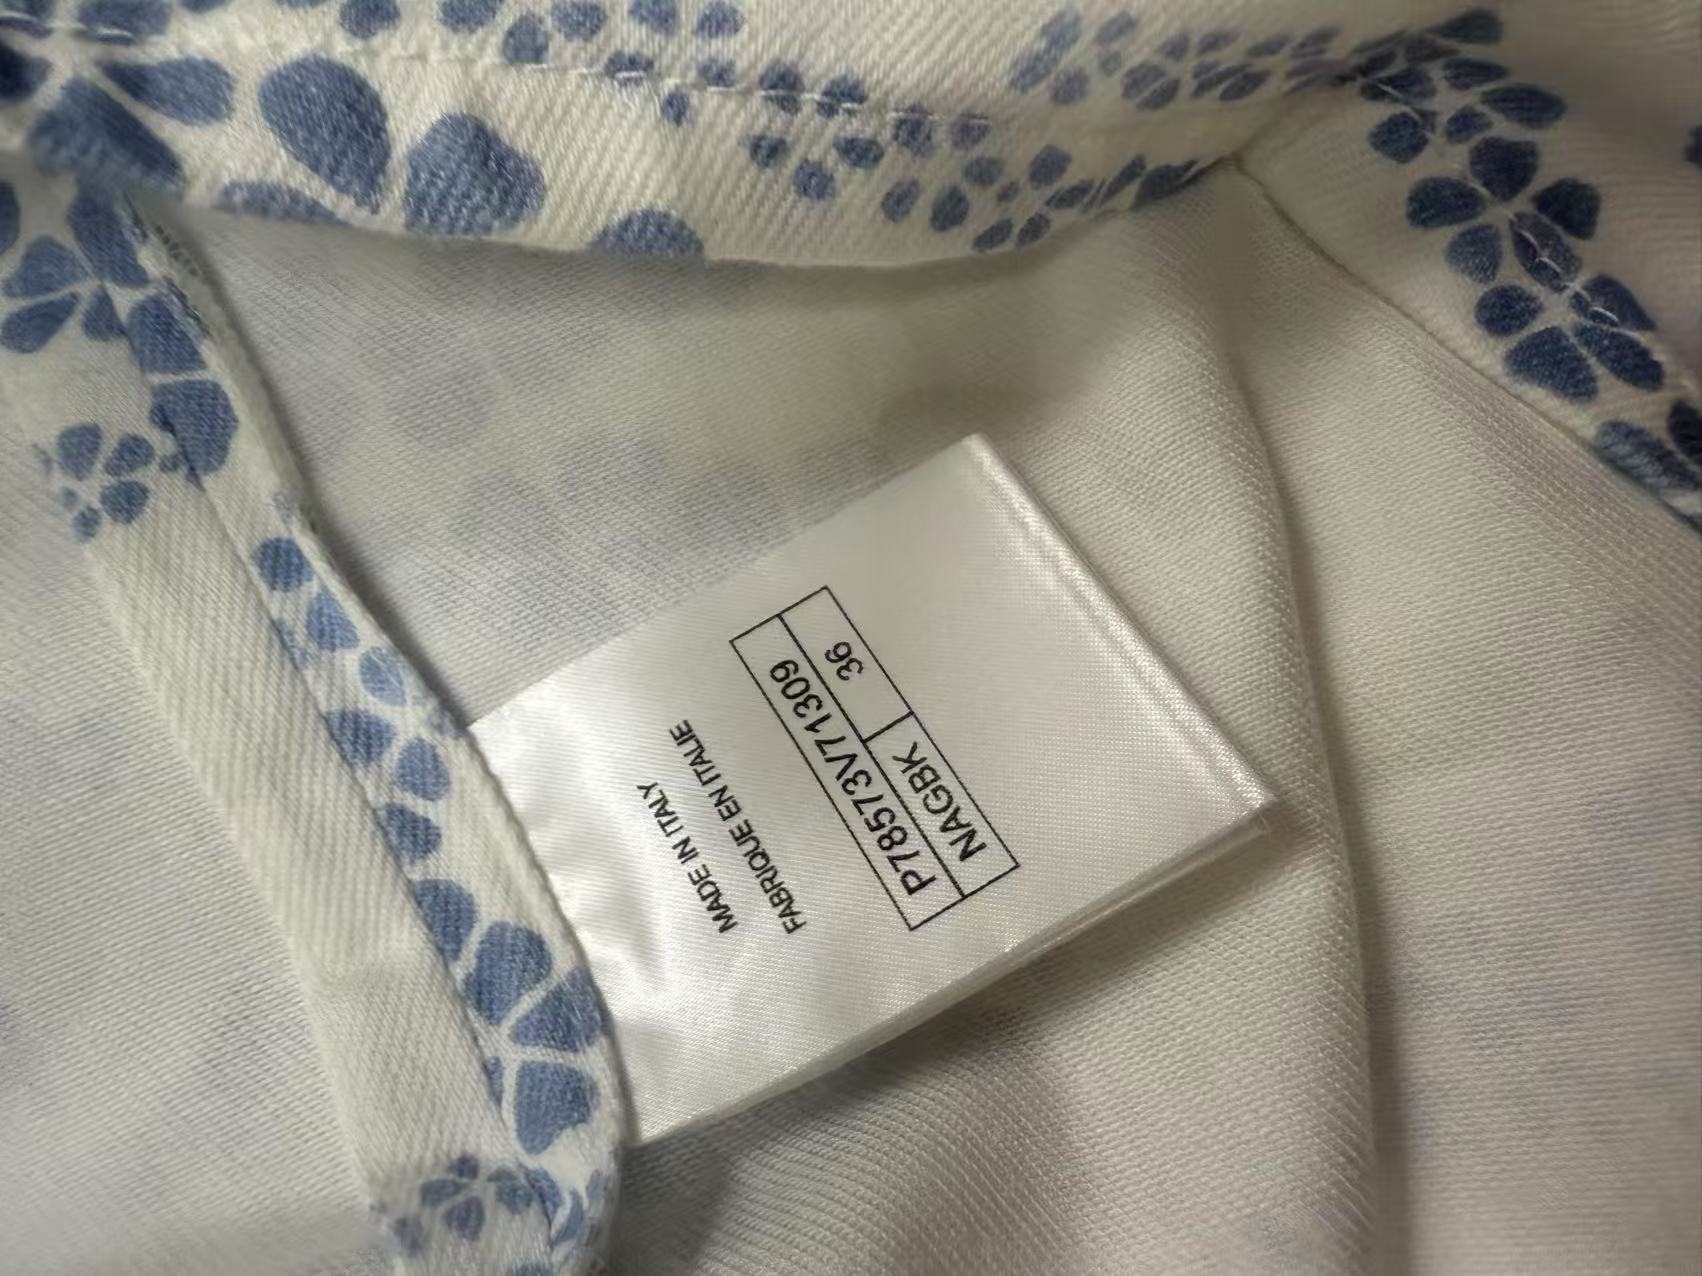 MADE IN ITALY
FABRIQUE EN ITALIE
P78573V71309
NAGBK 36